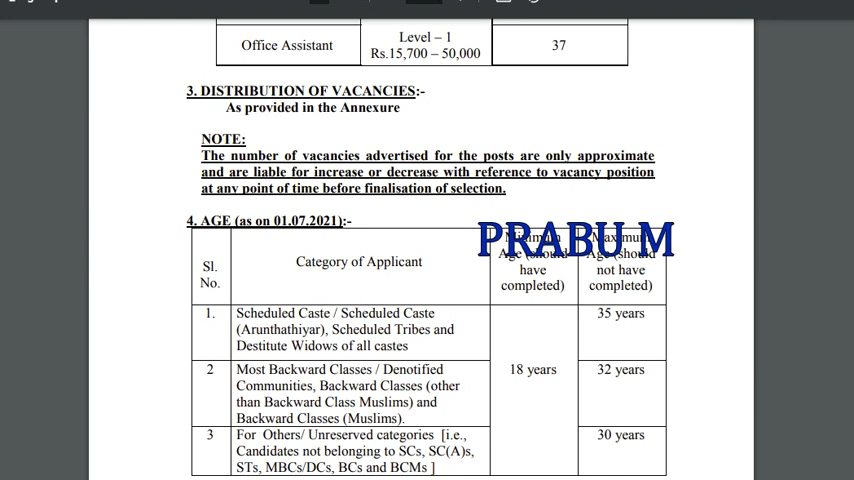 Office Assistant
Level – 1
Rs.15,700 – 50,000
37
3. DISTRIBUTION OF VACANCIES:-
As provided in the Annexure
NOTE:
The number of vacancies advertised for the posts are only approximate
and are liable for increase or decrease with reference to vacancy position
at any point of time before finalisation of selection.
4. AGE (as on 01.07.2021):-
PRABU M
Sl.
No.
Category of Applicant
Minimum
Age (should
have
completed)
Maximum
Age (should
not have
completed)
1.
Scheduled Caste / Scheduled Caste
(Arunthathiyar), Scheduled Tribes and
Destitute Widows of all castes
18 years
35 years
2
Most Backward Classes / Denotified
Communities, Backward Classes (other
than Backward Class Muslims) and
Backward Classes (Muslims).
32 years
3
For Others/ Unreserved categories [i.e.,
Candidates not belonging to SCs, SC(A)s,
STs, MBCs/DCs, BCs and BCMs ]
30 years